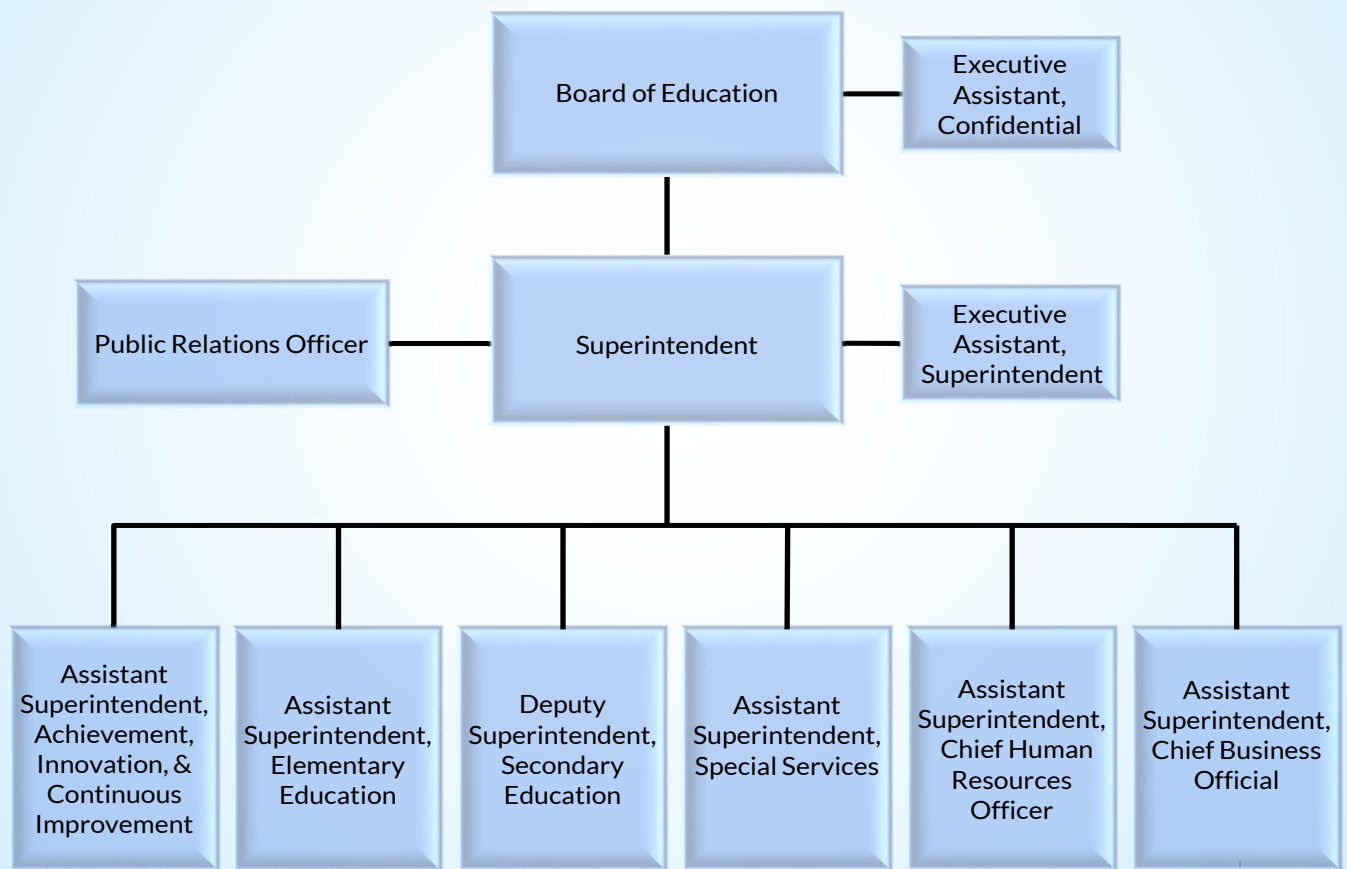 Board of Education
Executive
Assistant,
Confidential
Public Relations Officer
Superintendent
Executive
Assistant,
Superintendent
Assistant
Superintendent,
Achievement,
Innovation, &
Continuous
Improvement
Assistant
Superintendent,
Elementary
Education
Deputy
Superintendent,
Secondary
Education
Assistant
Superintendent,
Special Services
Assistant
Superintendent,
Chief Human
Resources
Officer
Assistant
Superintendent,
Chief Business
Official